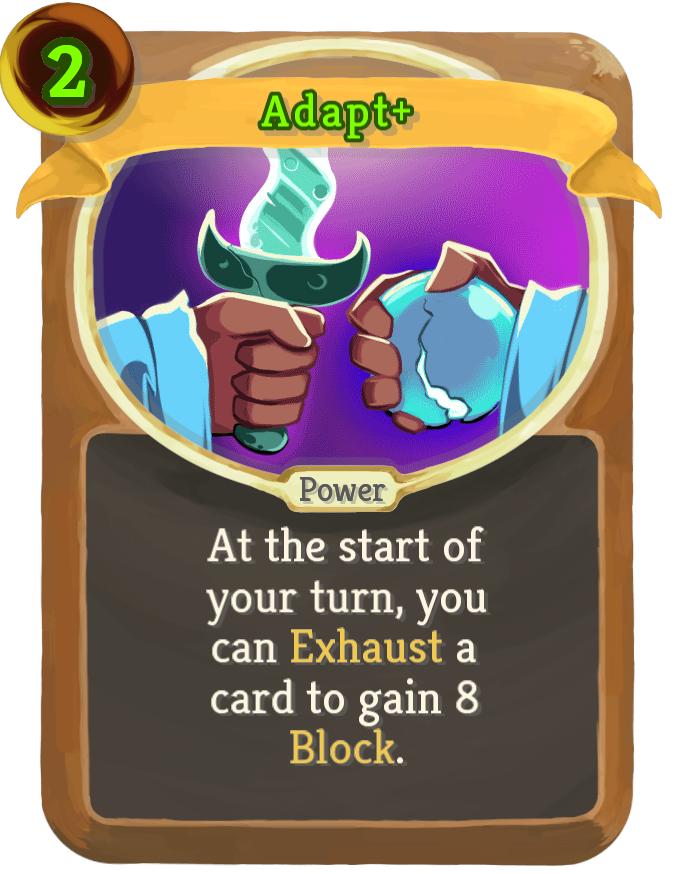 2
Adapt+
Power
At the start of
your turn, you
can Exhaust a
card to gain 8
Block.